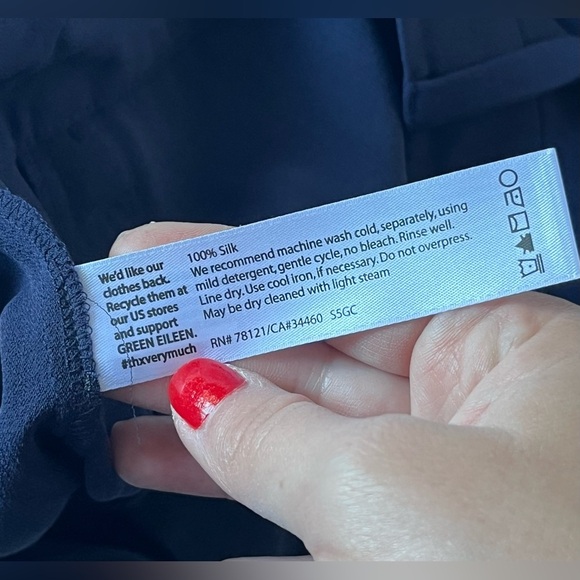 We'd like our
clothes back.
Recycle them at
our US stores
and support
GREEN EILEEN.
#thxverymuch
100% Silk
We recommend machine wash cold, separately, using
mild detergent, gentle cycle, no bleach. Rinse well.
Line dry. Use cool iron, if necessary. Do not overpress.
May be dry cleaned with light steam
RN# 78121/CA#34460 S5GC